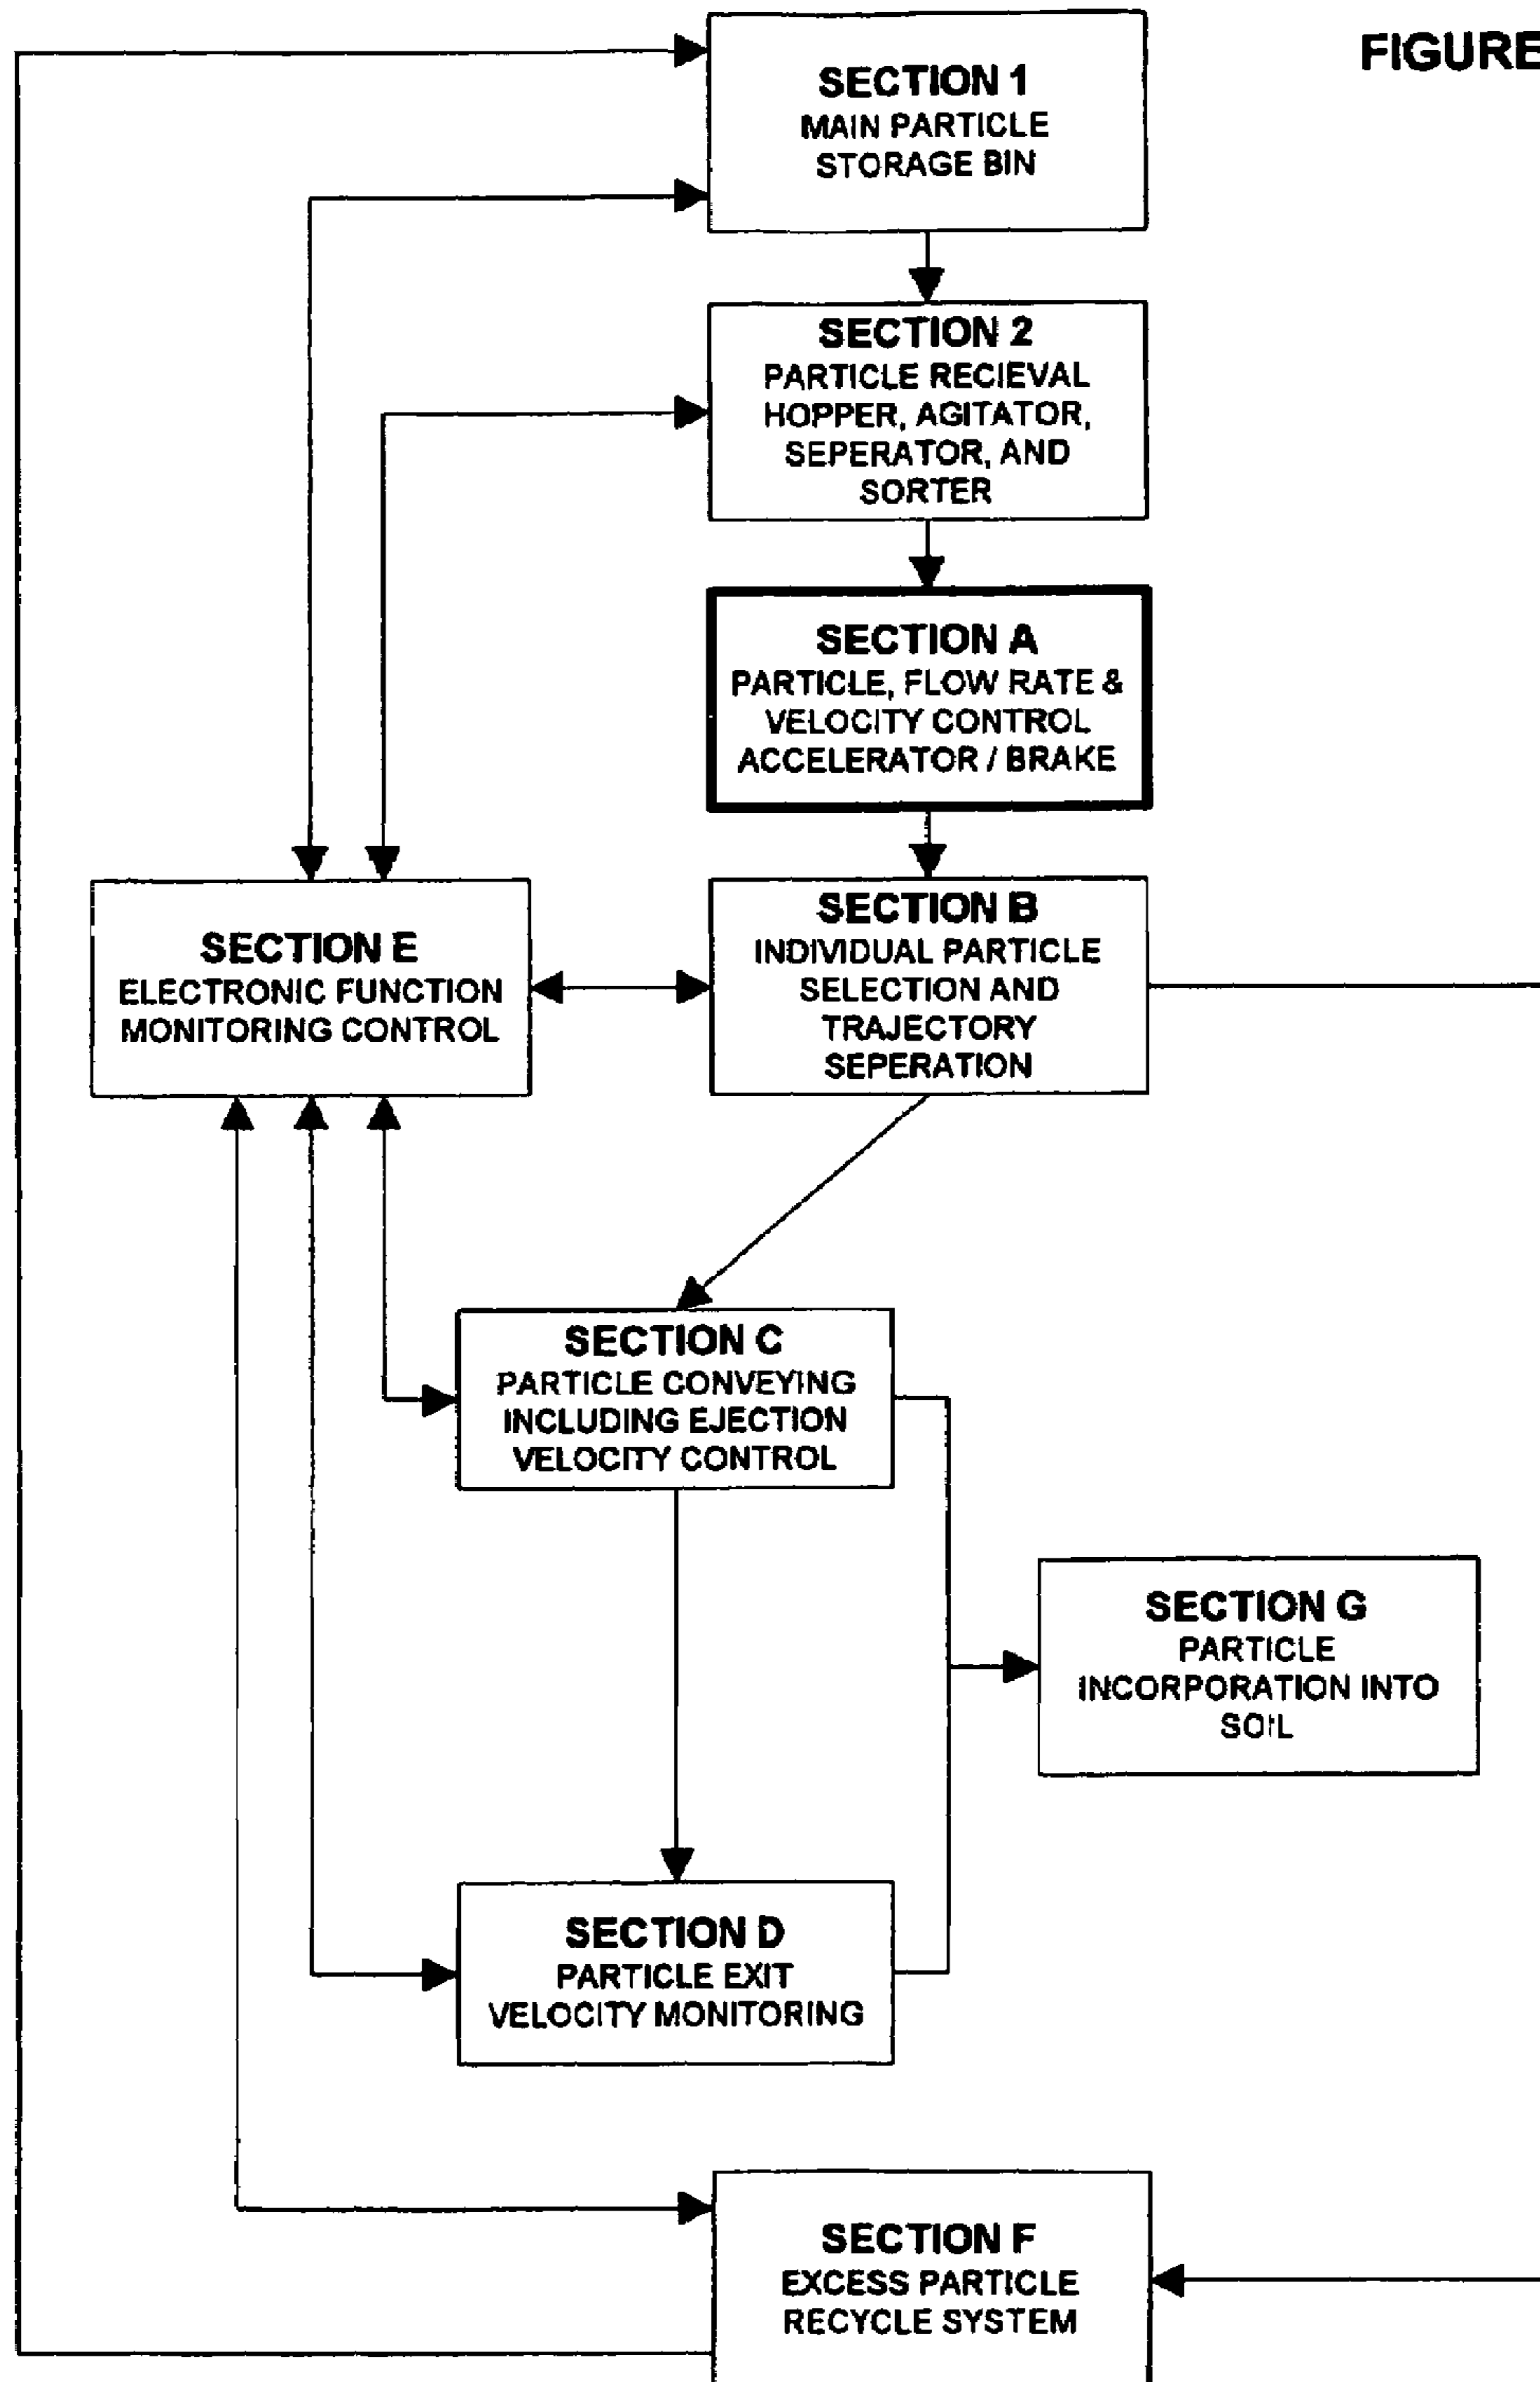 FIGURE
SECTION 1
MAIN PARTICLE
STORAGE BIN
SECTION 2
PARTICLE RECIEVAL
HOPPER, AGITATOR,
SEPERATOR, AND
SORTER
SECTION A
PARTICLE, FLOW RATE &
VELOCITY CONTROL
ACCELERATOR / BRAKE
SECTION E
ELECTRONIC FUNCTION
MONITORING CONTROL
SECTION B
INDIVIDUAL PARTICLE
SELECTION AND
TRAJECTORY
SEPERATION
SECTION C
PARTICLE CONVEYING
INCLUDING EJECTION
VELOCITY CONTROL
SECTION G
PARTICLE
INCORPORATION INTO
SOIL
SECTION D
PARTICLE EXIT
VELOCITY MONITORING
SECTION F
EXCESS PARTICLE
RECYCLE SYSTEM